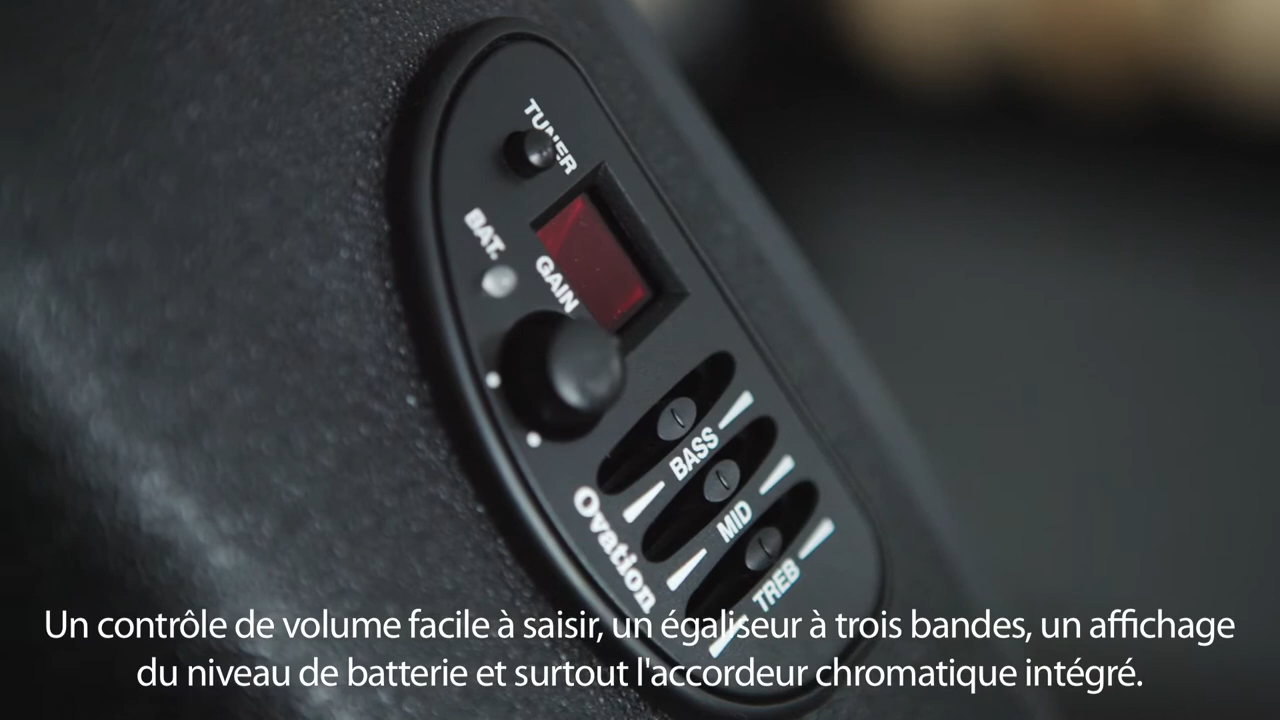 TUNER
BAT.
GAIN
BASS
MID
TREB
Ovation
Un contrôle de volume facile à saisir, un égaliseur à trois bandes, un affichage
du niveau de batterie et surtout l'accordeur chromatique intégré.